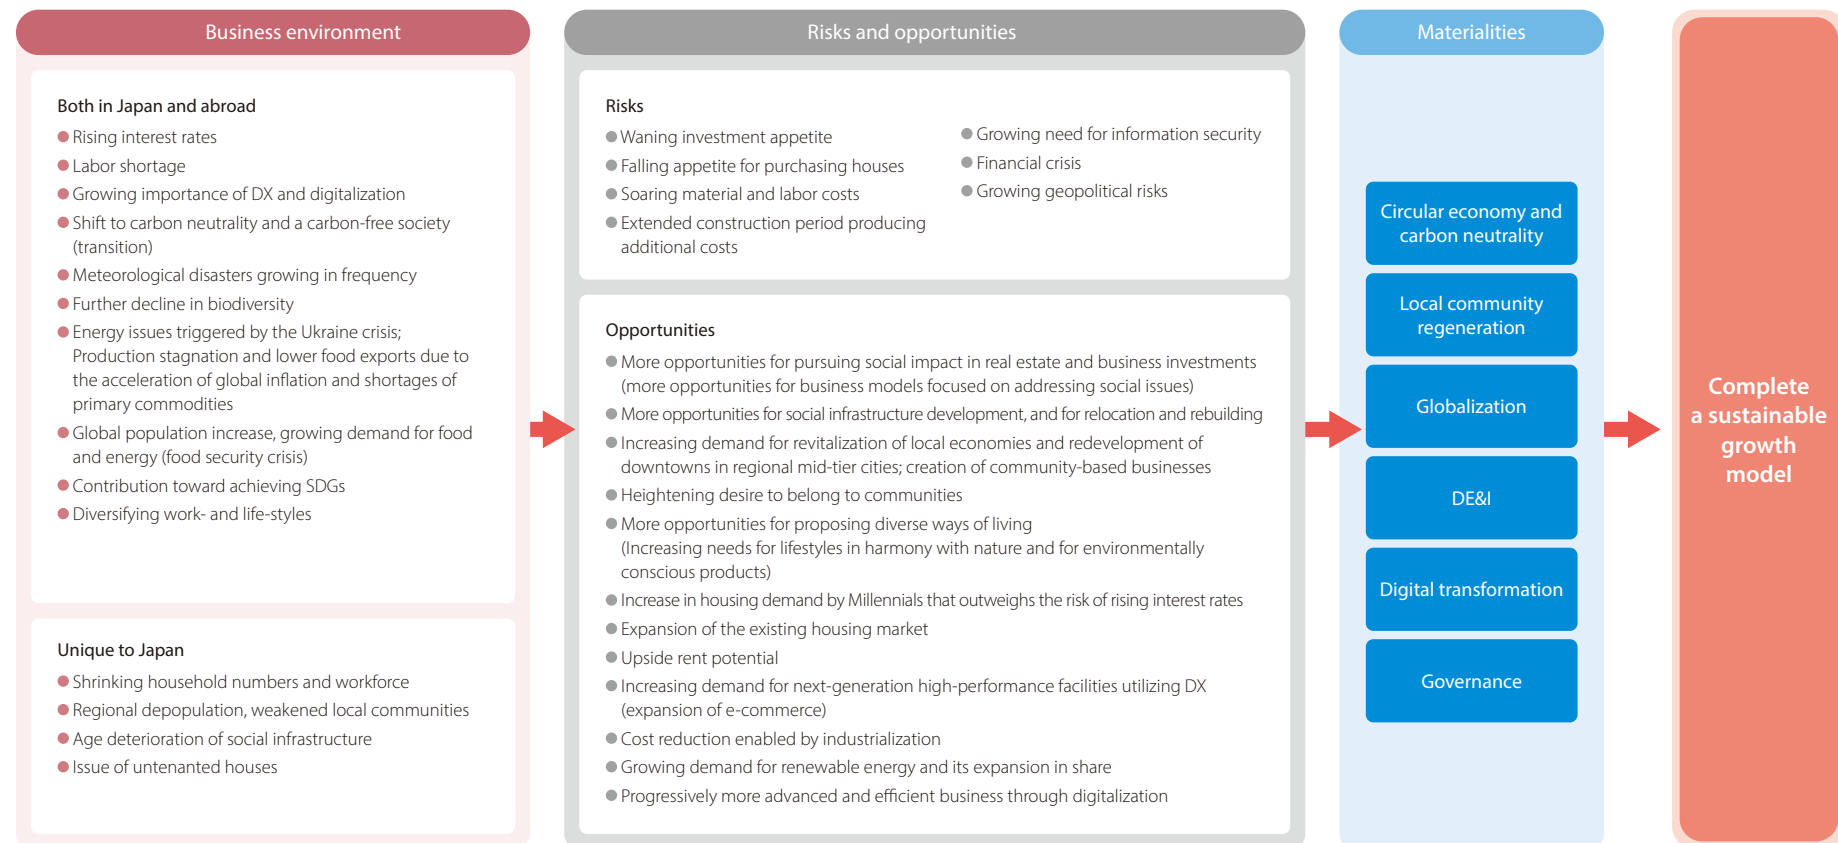 Business environment
Both in Japan and abroad
● Rising interest rates
● Labor shortage
● Growing importance of DX and digitalization
● Shift to carbon neutrality and a carbon-free society
(transition)
● Meteorological disasters growing in frequency
● Further decline in biodiversity
● Energy issues triggered by the Ukraine crisis;
Production stagnation and lower food exports due to
the acceleration of global inflation and shortages of
primary commodities
● Global population increase, growing demand for food
and energy (food security crisis)
● Contribution toward achieving SDGs
● Diversifying work- and life-styles
Unique to Japan
● Shrinking household numbers and workforce
● Regional depopulation, weakened local communities
● Age deterioration of social infrastructure
● Issue of untenanted houses
Risks and opportunities
Risks
● Waning investment appetite
● Falling appetite for purchasing houses
● Soaring material and labor costs
● Extended construction period producing
additional costs
● Growing need for information security
● Financial crisis
● Growing geopolitical risks
Opportunities
● More opportunities for pursuing social impact in real estate and business investments
(more opportunities for business models focused on addressing social issues)
● More opportunities for social infrastructure development, and for relocation and rebuilding
● Increasing demand for revitalization of local economies and redevelopment of
downtowns in regional mid-tier cities; creation of community-based businesses
● Heightening desire to belong to communities
● More opportunities for proposing diverse ways of living
(Increasing needs for lifestyles in harmony with nature and for environmentally
conscious products)
● Increase in housing demand by Millennials that outweighs the risk of rising interest rates
● Expansion of the existing housing market
● Upside rent potential
● Increasing demand for next-generation high-performance facilities utilizing DX
(expansion of e-commerce)
● Cost reduction enabled by industrialization
● Growing demand for renewable energy and its expansion in share
● Progressively more advanced and efficient business through digitalization
Materialities
Circular economy and
carbon neutrality
Local community
regeneration
Globalization
DE&I
Digital transformation
Governance
Complete
a sustainable
growth
model